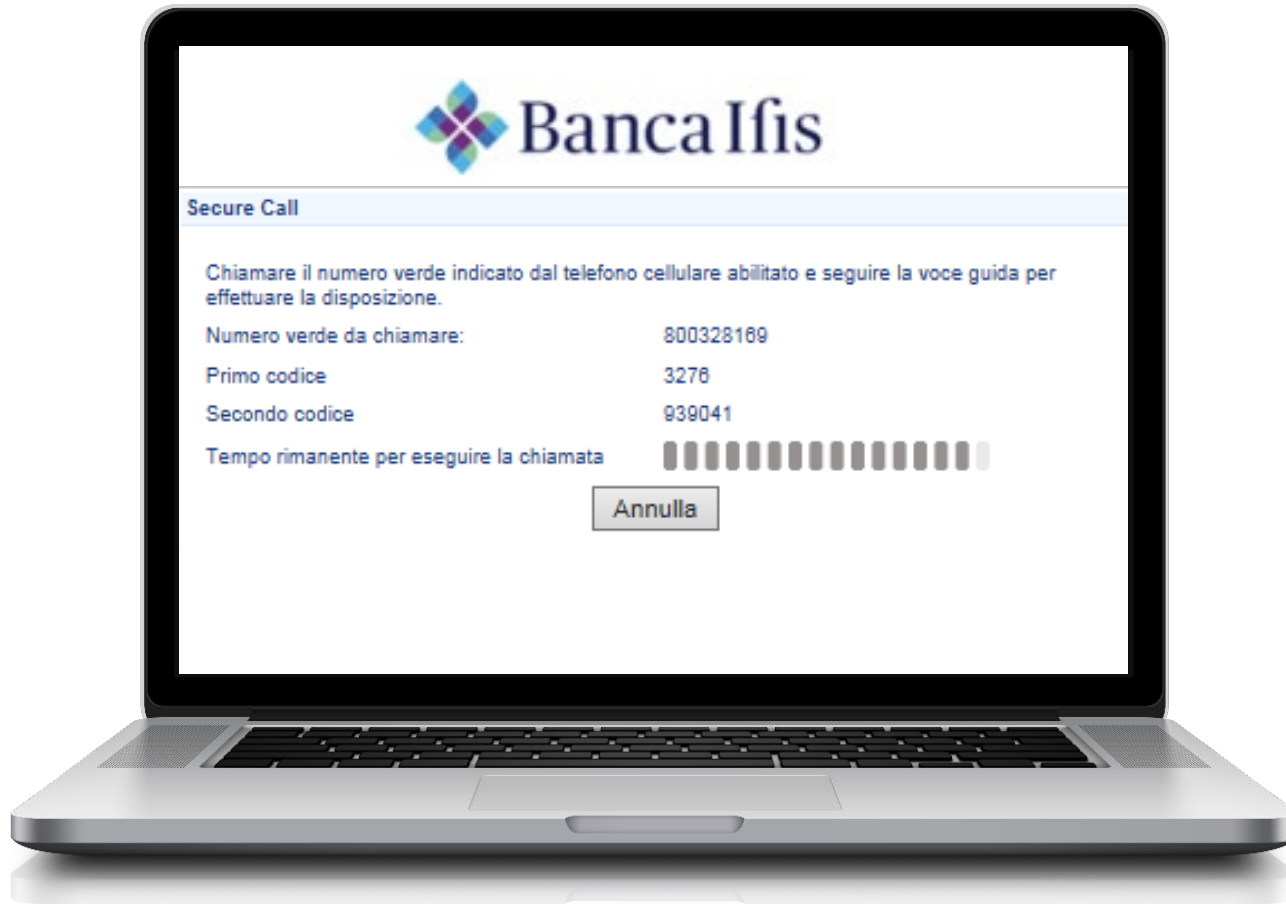 Banca Ifis
Secure Call
Chiamare il numero verde indicato dal telefono cellulare abilitato e seguire la voce guida per
effettuare la disposizione.
Numero verde da chiamare: 800328169
Primo codice 3276
Secondo codice 939041
Tempo rimanente per eseguire la chiamata
Annulla